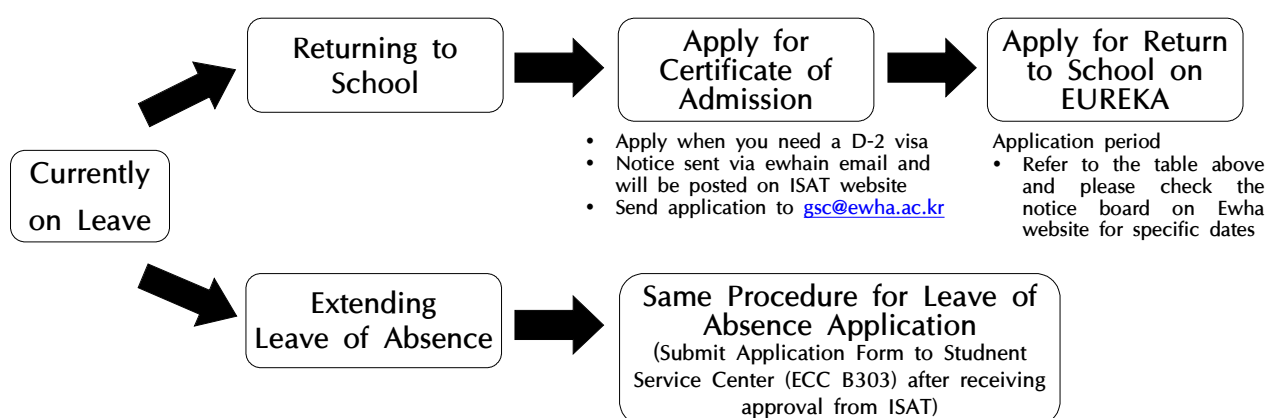 Currently
on Leave
Returning to
School
Apply for
Certificate of
Admission
• Apply when you need a D-2 visa
• Notice sent via ewhain email and
will be posted on ISAT website
• Send application to gsc@ewha.ac.kr
Apply for Return
to School on
EUREKA
Application period
• Refer to the table above
and please check the
notice board on Ewha
website for specific dates
Extending
Leave of Absence
Same Procedure for Leave of
Absence Application
(Submit Application Form to Studnent
Service Center (ECC B303) after receiving
approval from ISAT)